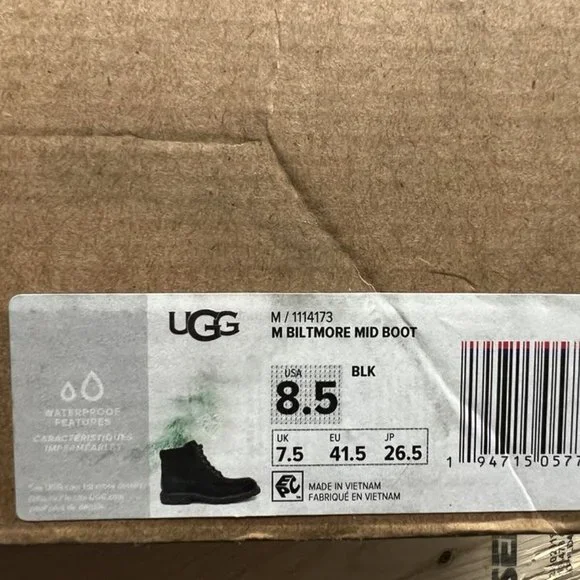 UGG
M / 1114173
M BILTMORE MID BOOT
USA
8.5
BLK
UK
7.5
EU
41.5
JP
26.5
MADE IN VIETNAM
FABRIQUÉ EN VIETNAM
WATERPROOF
FEATURES
CARACTÉRISTIQUES
IMPERMÉABLES
1 94715 0577